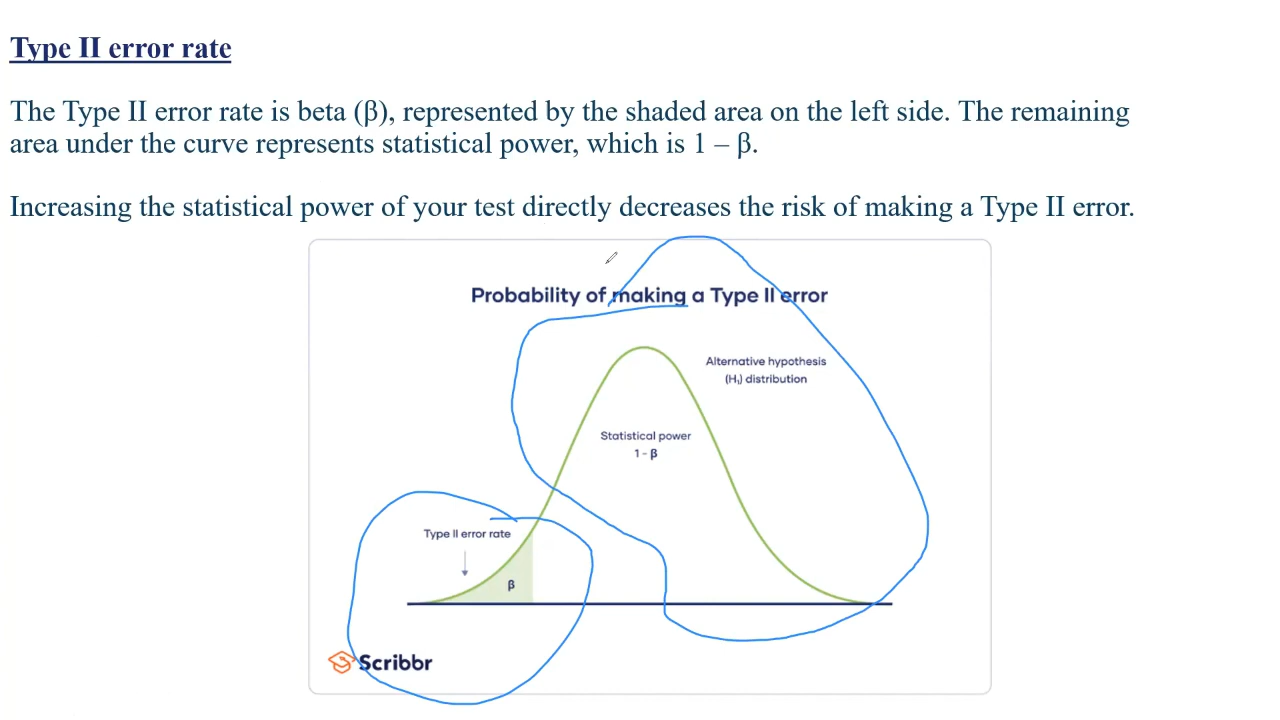 Type II error rate
The Type II error rate is beta (β), represented by the shaded area on the left side. The remaining
area under the curve represents statistical power, which is 1 – β.
Increasing the statistical power of your test directly decreases the risk of making a Type II error.
Probability of making a Type II error
Alternative hypothesis
(H₁) distribution
Statistical power
1 - β
Type II error rate
β
Scribbr